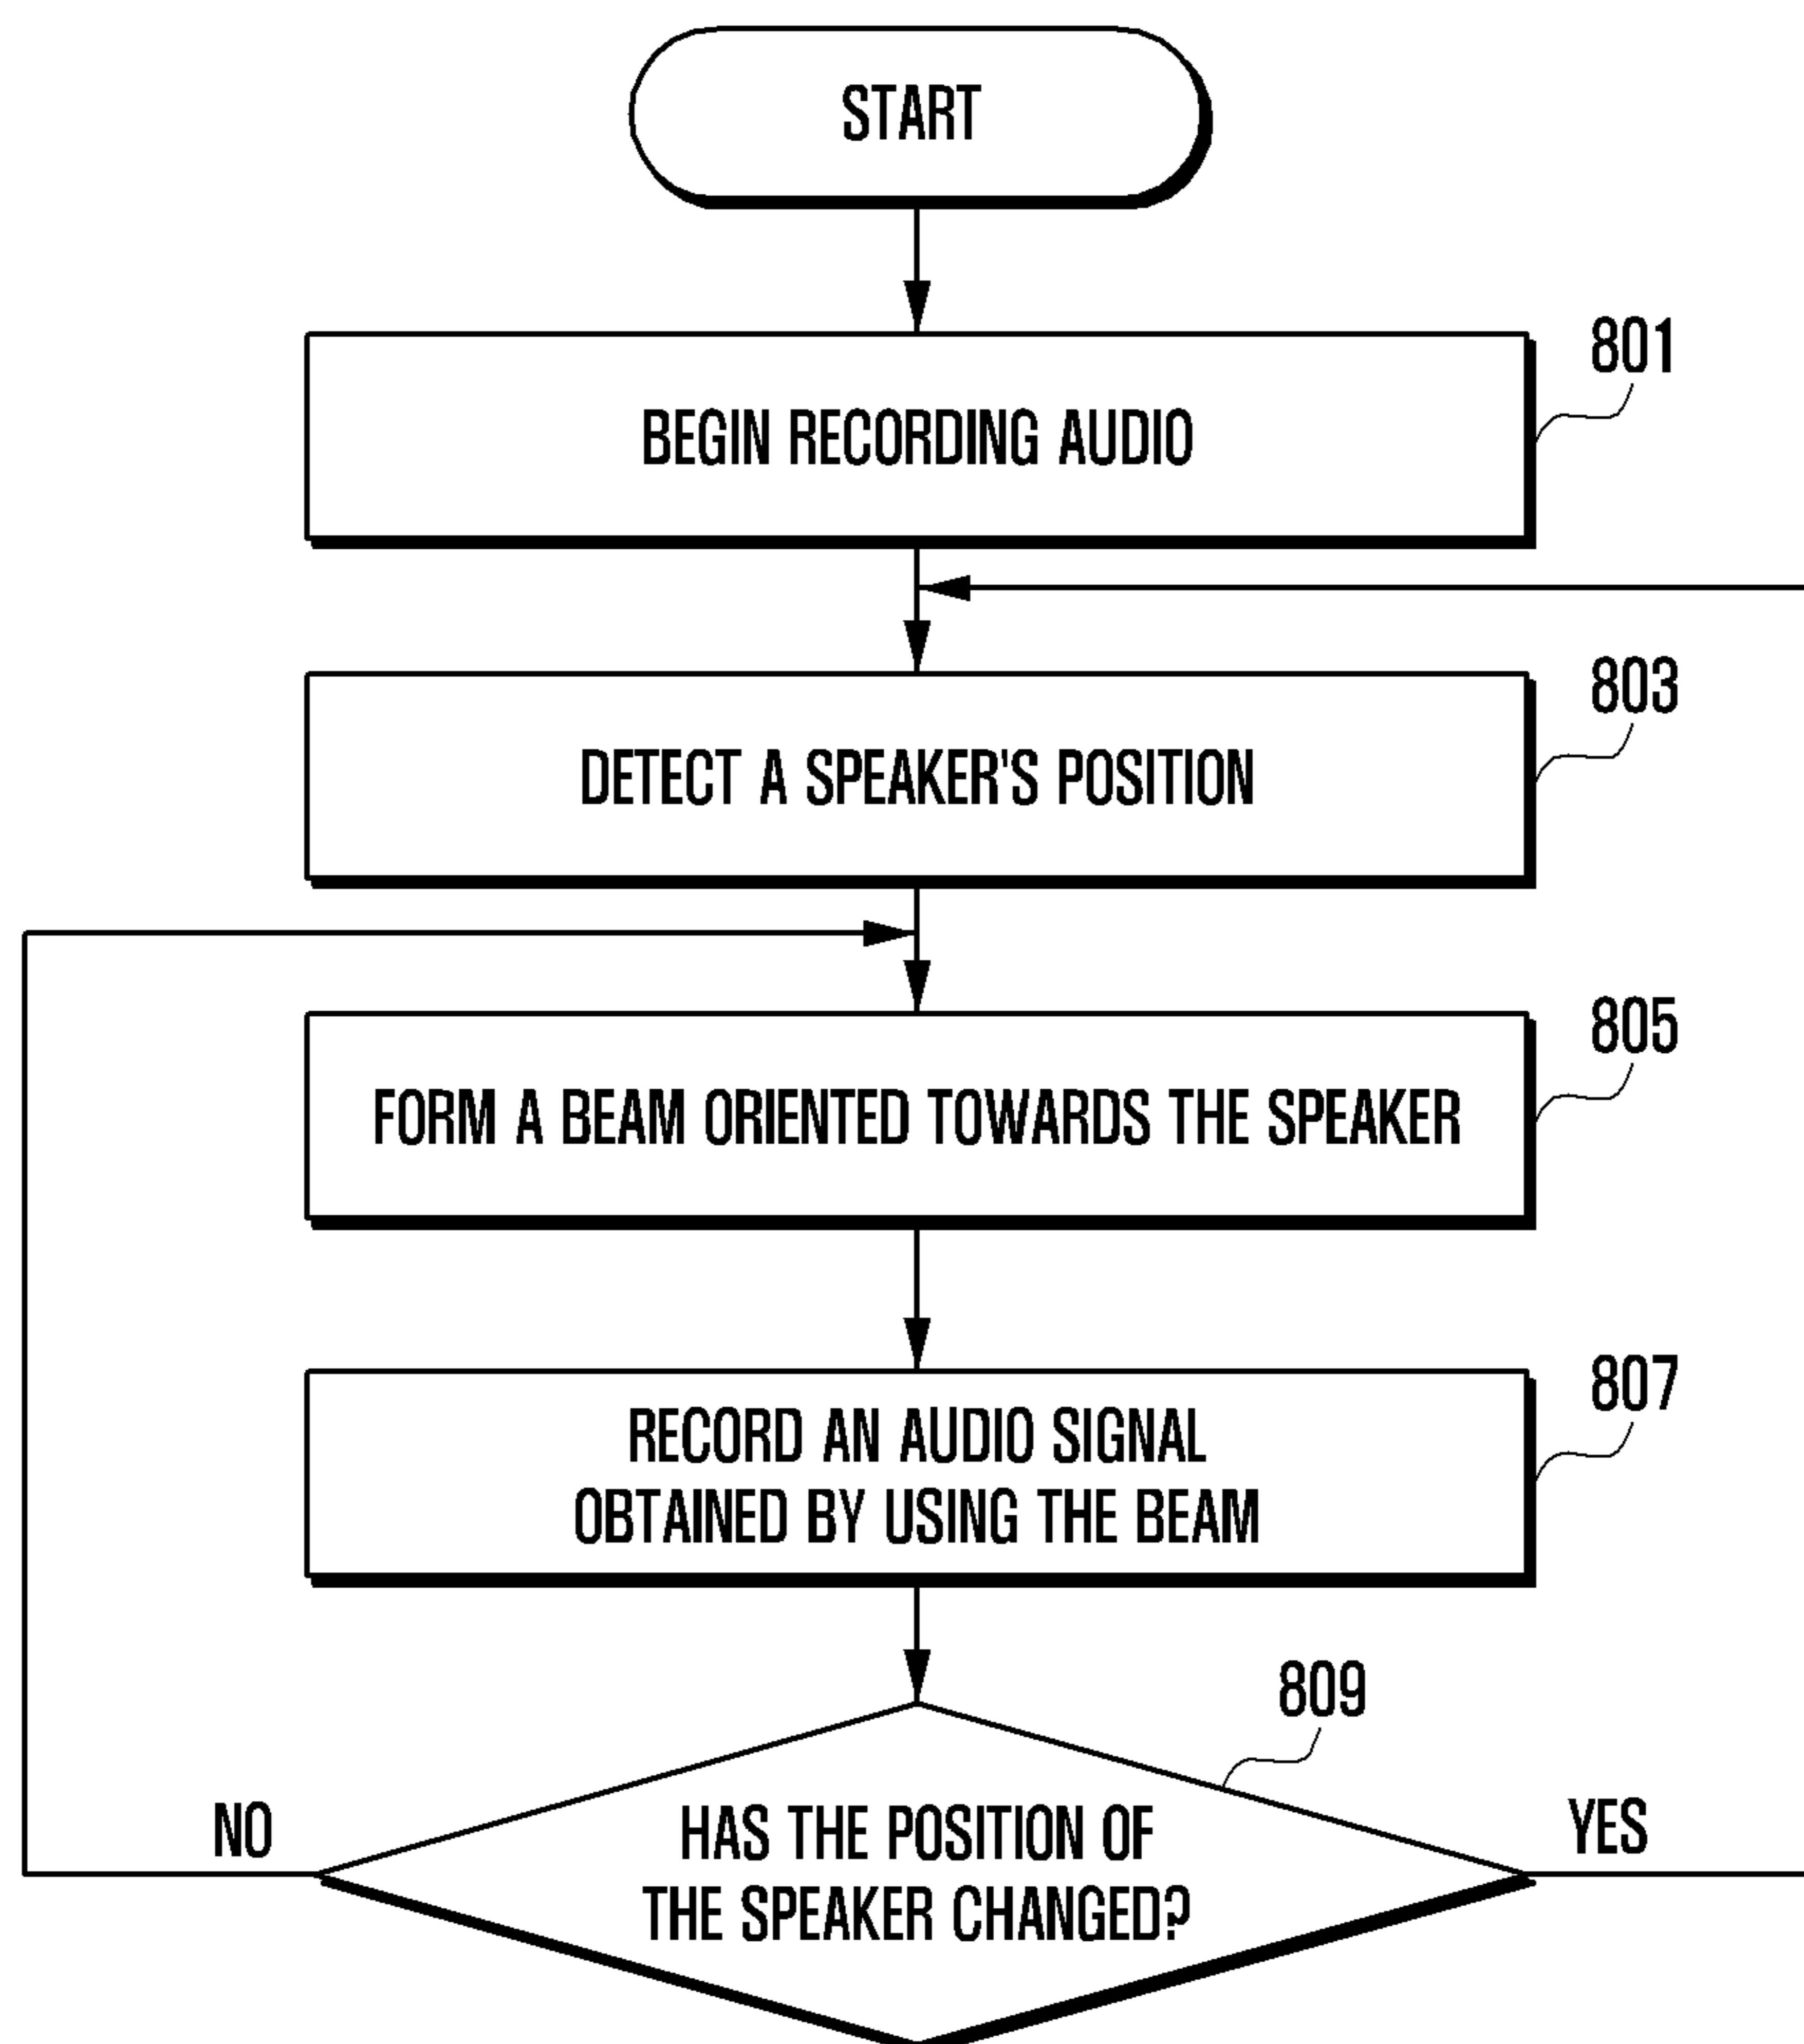 START
801
BEGIN RECORDING AUDIO
803
DETECT A SPEAKER'S POSITION
805
FORM A BEAM ORIENTED TOWARDS THE SPEAKER
807
RECORD AN AUDIO SIGNAL
OBTAINED BY USING THE BEAM
809
NO
HAS THE POSITION OF
THE SPEAKER CHANGED?
YES